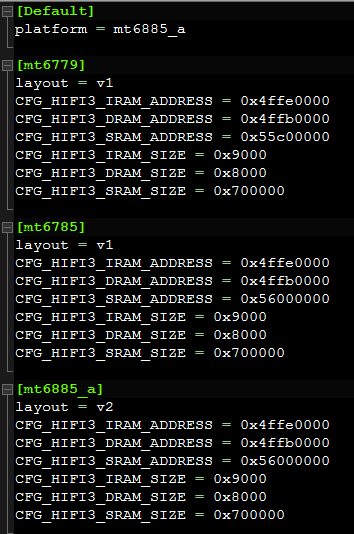 [Default]
platform = mt6885_a
[mt6779]
layout = v1
CFG_HIFI3_IRAM_ADDRESS = 0x4ffe0000
CFG_HIFI3_DRAM_ADDRESS = 0x4ffb0000
CFG_HIFI3_SRAM_ADDRESS = 0x55c00000
CFG_HIFI3_IRAM_SIZE = 0x9000
CFG_HIFI3_DRAM_SIZE = 0x8000
CFG_HIFI3_SRAM_SIZE = 0x700000
[mt6785]
layout = v1
CFG_HIFI3_IRAM_ADDRESS = 0x4ffe0000
CFG_HIFI3_DRAM_ADDRESS = 0x4ffb0000
CFG_HIFI3_SRAM_ADDRESS = 0x56000000
CFG_HIFI3_IRAM_SIZE = 0x9000
CFG_HIFI3_DRAM_SIZE = 0x8000
CFG_HIFI3_SRAM_SIZE = 0x700000
[mt6885_a]
layout = v2
CFG_HIFI3_IRAM_ADDRESS = 0x4ffe0000
CFG_HIFI3_DRAM_ADDRESS = 0x4ffb0000
CFG_HIFI3_SRAM_ADDRESS = 0x56000000
CFG_HIFI3_IRAM_SIZE = 0x9000
CFG_HIFI3_DRAM_SIZE = 0x8000
CFG_HIFI3_SRAM_SIZE = 0x700000